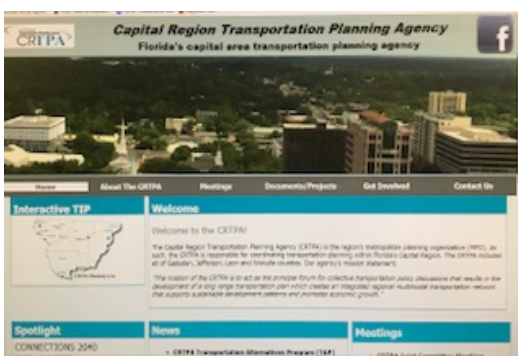 CRTPA
Capital Region Transportation Planning Agency
Florida's capital area transportation planning agency
f
Home
About The CRTPA
Meetings
Documents/Projects
Get Involved
Contact Us
Interactive TIP
Welcome
Welcome to the CRTPA!
The Capital Region Transportation Planning Agency (CRTPA) is the region's metropolitan planning organization (MPO). As
such, the CRTPA is responsible for coordinating transportation planning within Florida's Capital Region. The CRTPA includes
all of Gadsden, Jefferson, Leon and Wakulla counties. Our agency's mission statement:
"The mission of the CRTPA is to act as the principal forum for collective transportation policy discussions that results in the
development of a long range transportation plan which creates an integrated regional multimodal transportation network
that supports sustainable development patterns and promotes economic growth."
Spotlight
CONNECTIONS 2040
News
CRTPA Transportation Alternatives Program (TAP)
Meetings